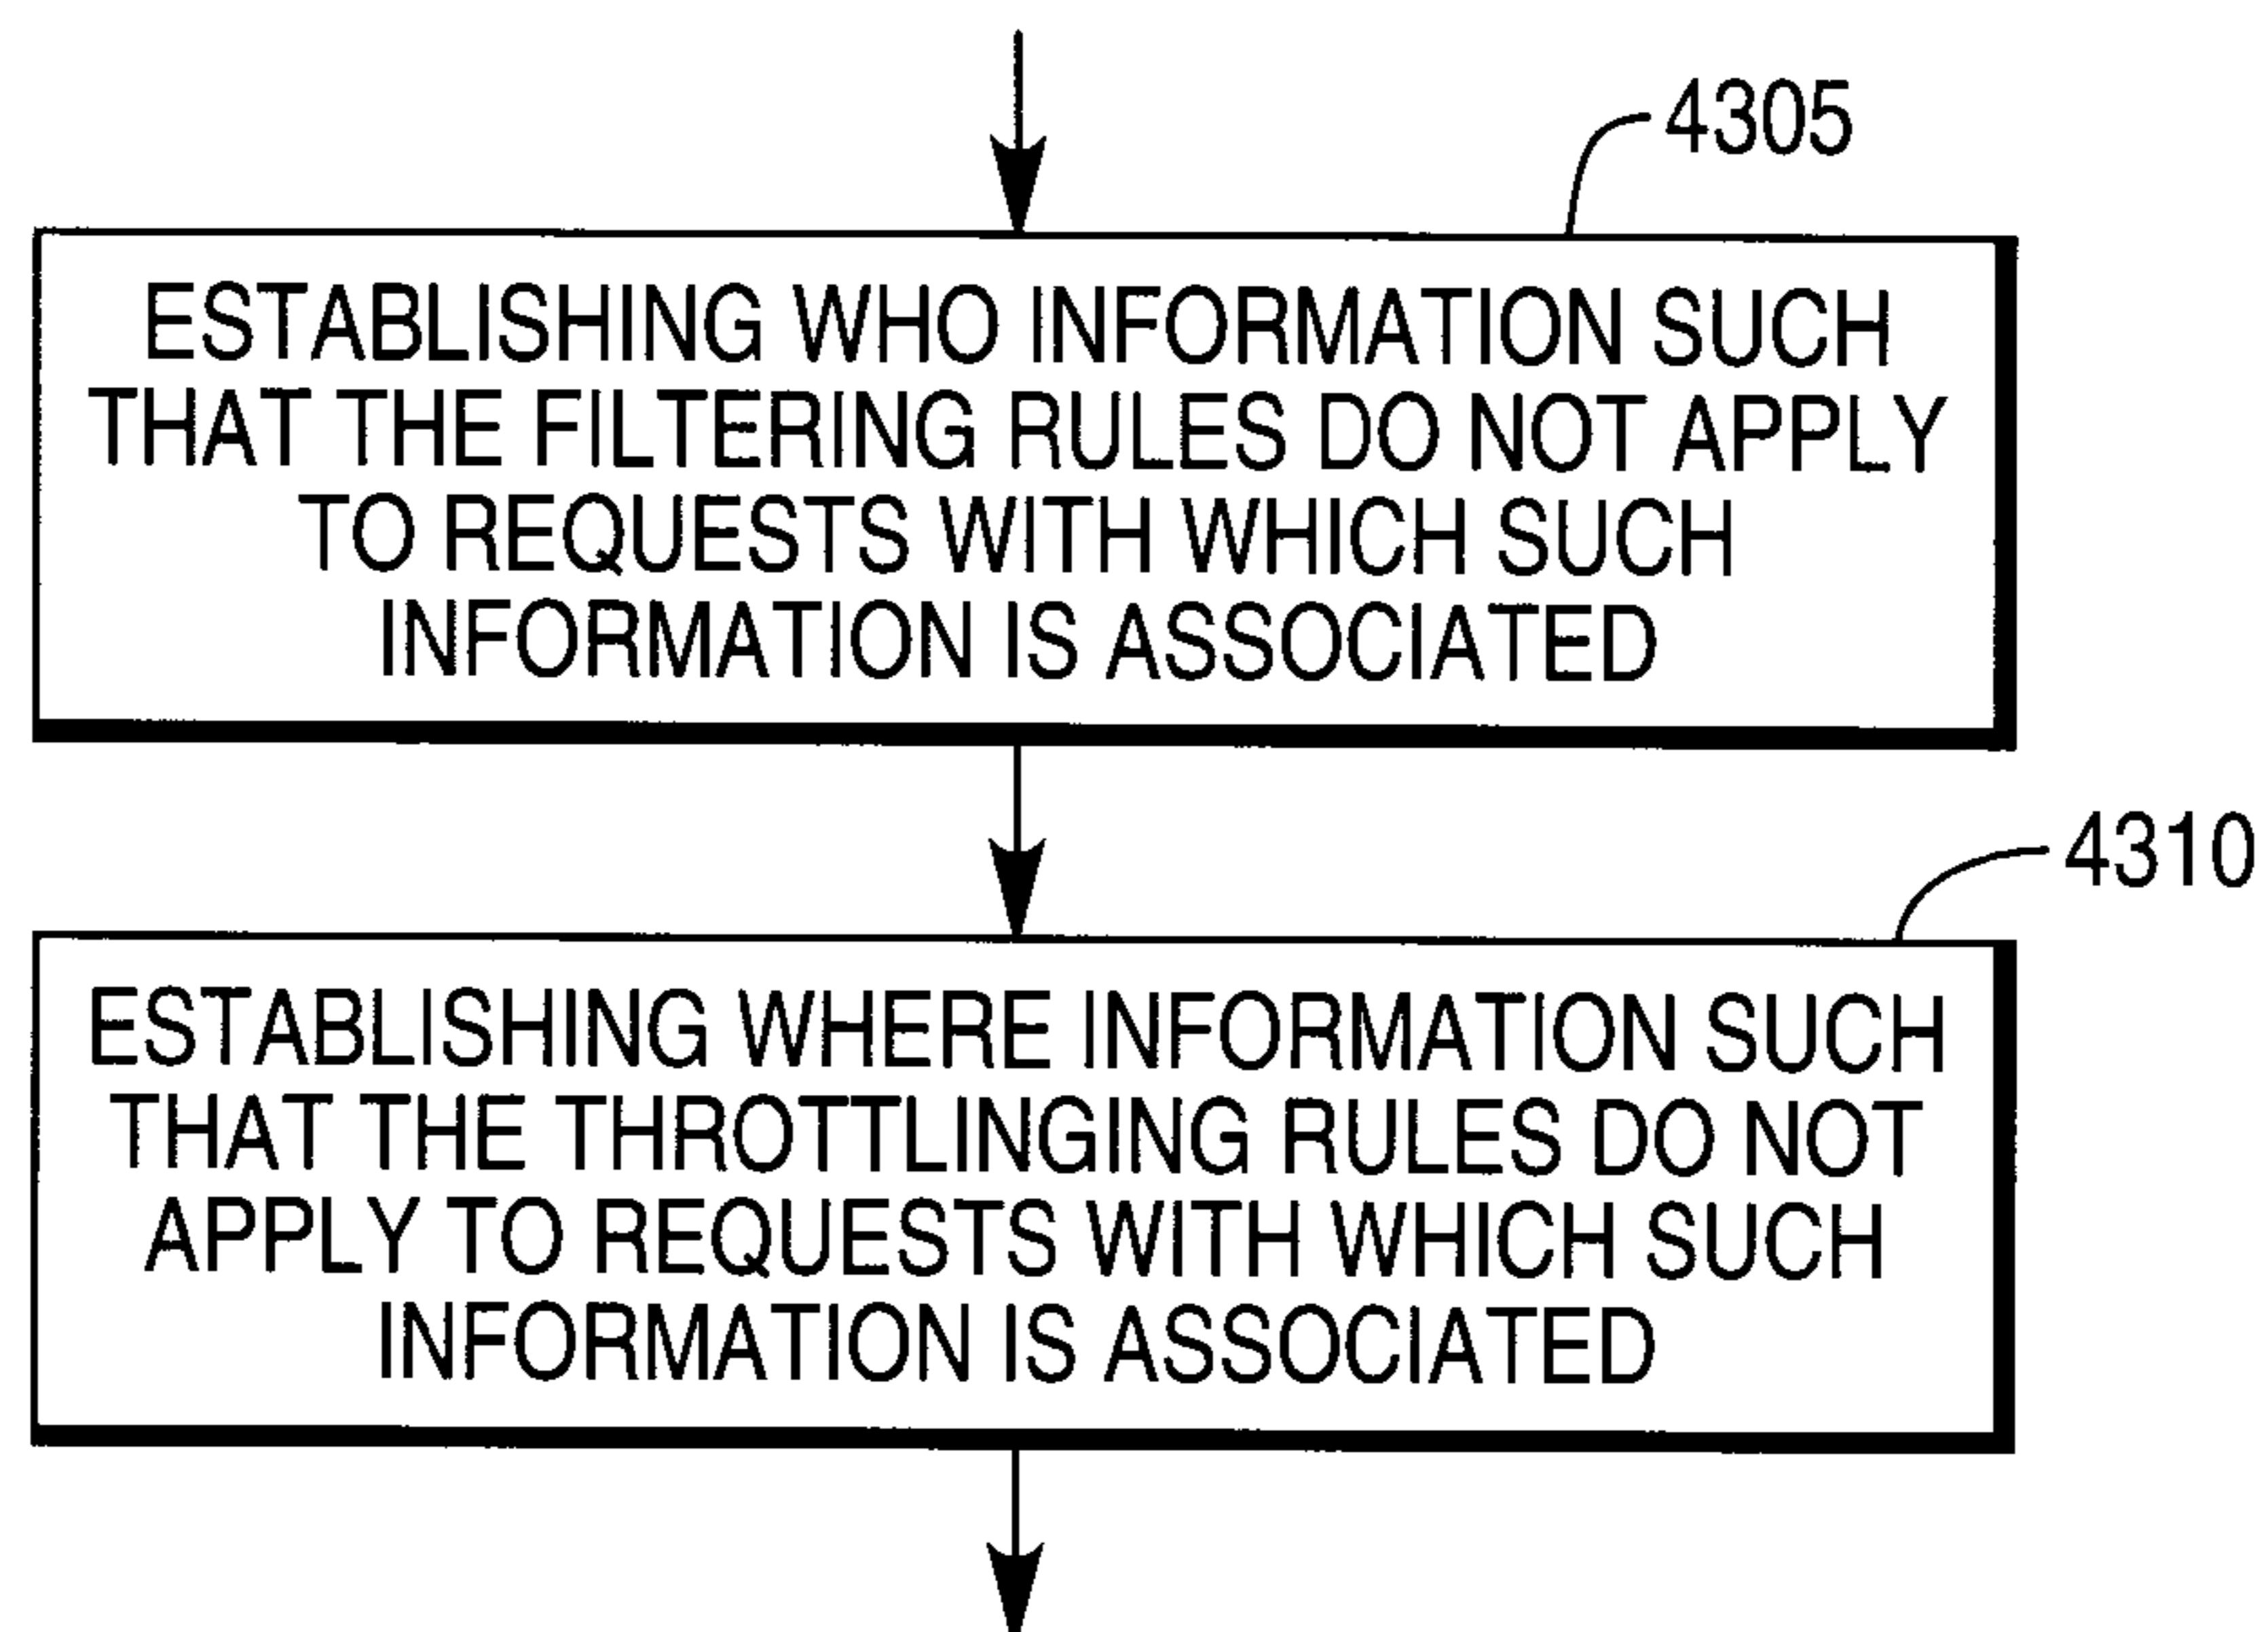 4305
ESTABLISHING WHO INFORMATION SUCH
THAT THE FILTERING RULES DO NOT APPLY
TO REQUESTS WITH WHICH SUCH
INFORMATION IS ASSOCIATED
4310
ESTABLISHING WHERE INFORMATION SUCH
THAT THE THROTTLINGING RULES DO NOT
APPLY TO REQUESTS WITH WHICH SUCH
INFORMATION IS ASSOCIATED